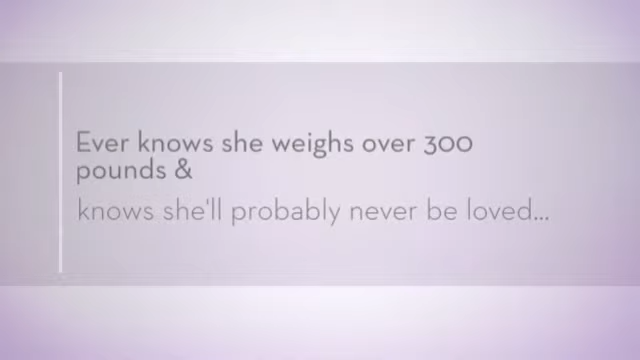 Ever knows she weighs over 300
pounds &
knows she'll probably never be loved...